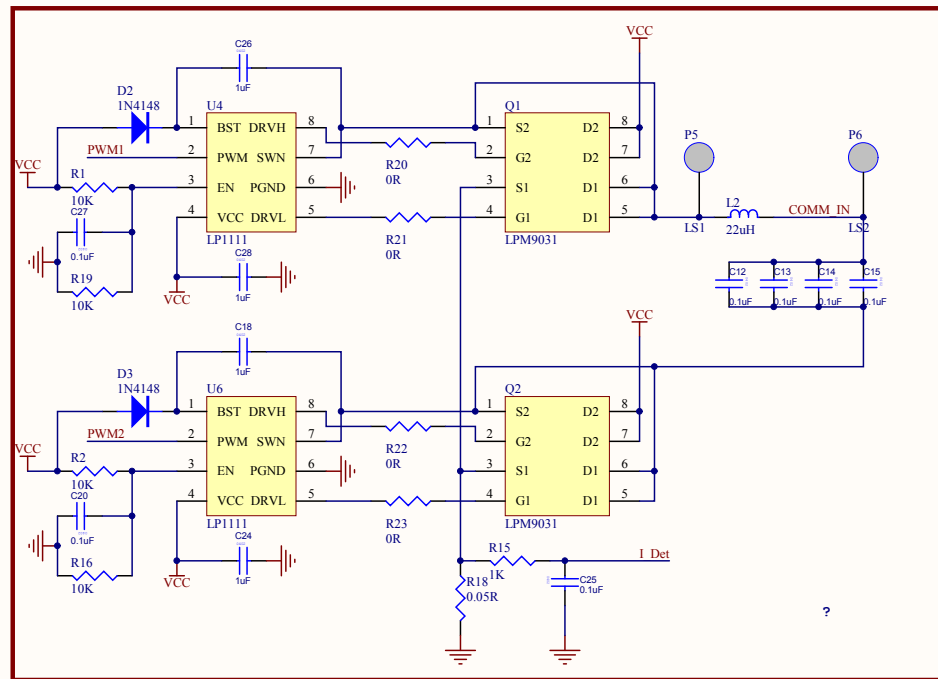 VCC
C26
1uF
D2
1N4148
U4
Q1
P5
P6
1 BST DRVH 8
1 S2 D2 8
PWM1
2 PWM SWN 7
2 G2 D2 7
VCC
R1
10K
3 EN PGND 6
R20
0R
3 S1 D1 6
4 VCC DRVL 5
4 G1 D1 5
L2
22uH
COMM_IN
LS1
LS2
C27
0.1uF
LP1111
R21
0R
LPM9031
C28
1uF
R19
10K
VCC
C12
C13
C14
C15
0.1uF
0.1uF
0.1uF
0.1uF
VCC
C18
1uF
D3
1N4148
U6
Q2
1 BST DRVH 8
1 S2 D2 8
PWM2
2 PWM SWN 7
2 G2 D2 7
VCC
R2
10K
3 EN PGND 6
R22
0R
3 S1 D1 6
4 VCC DRVL 5
4 G1 D1 5
C20
0.1uF
LP1111
R23
0R
LPM9031
C24
1uF
R16
10K
VCC
R15
1K
I_Det
R18
0.05R
C25
0.1uF
?